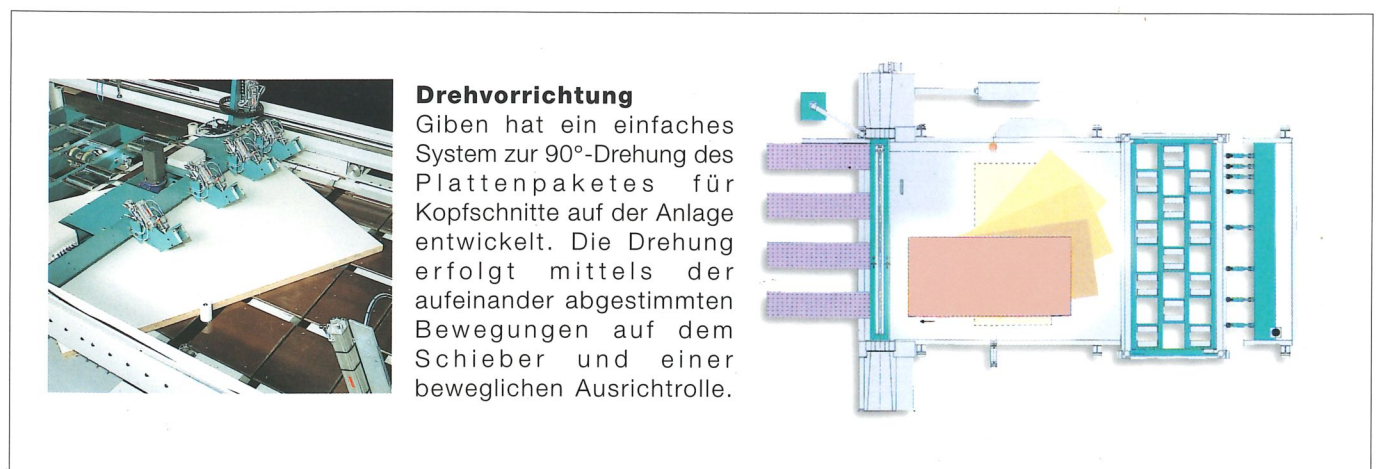 Drehvorrichtung
Giben hat ein einfaches
System zur 90°-Drehung des
Plattenpaketes für
Kopfschnitte auf der Anlage
entwickelt. Die Drehung
erfolgt mittels der
aufeinander abgestimmten
Bewegungen auf dem
Schieber und einer
beweglichen Ausrichtrolle.